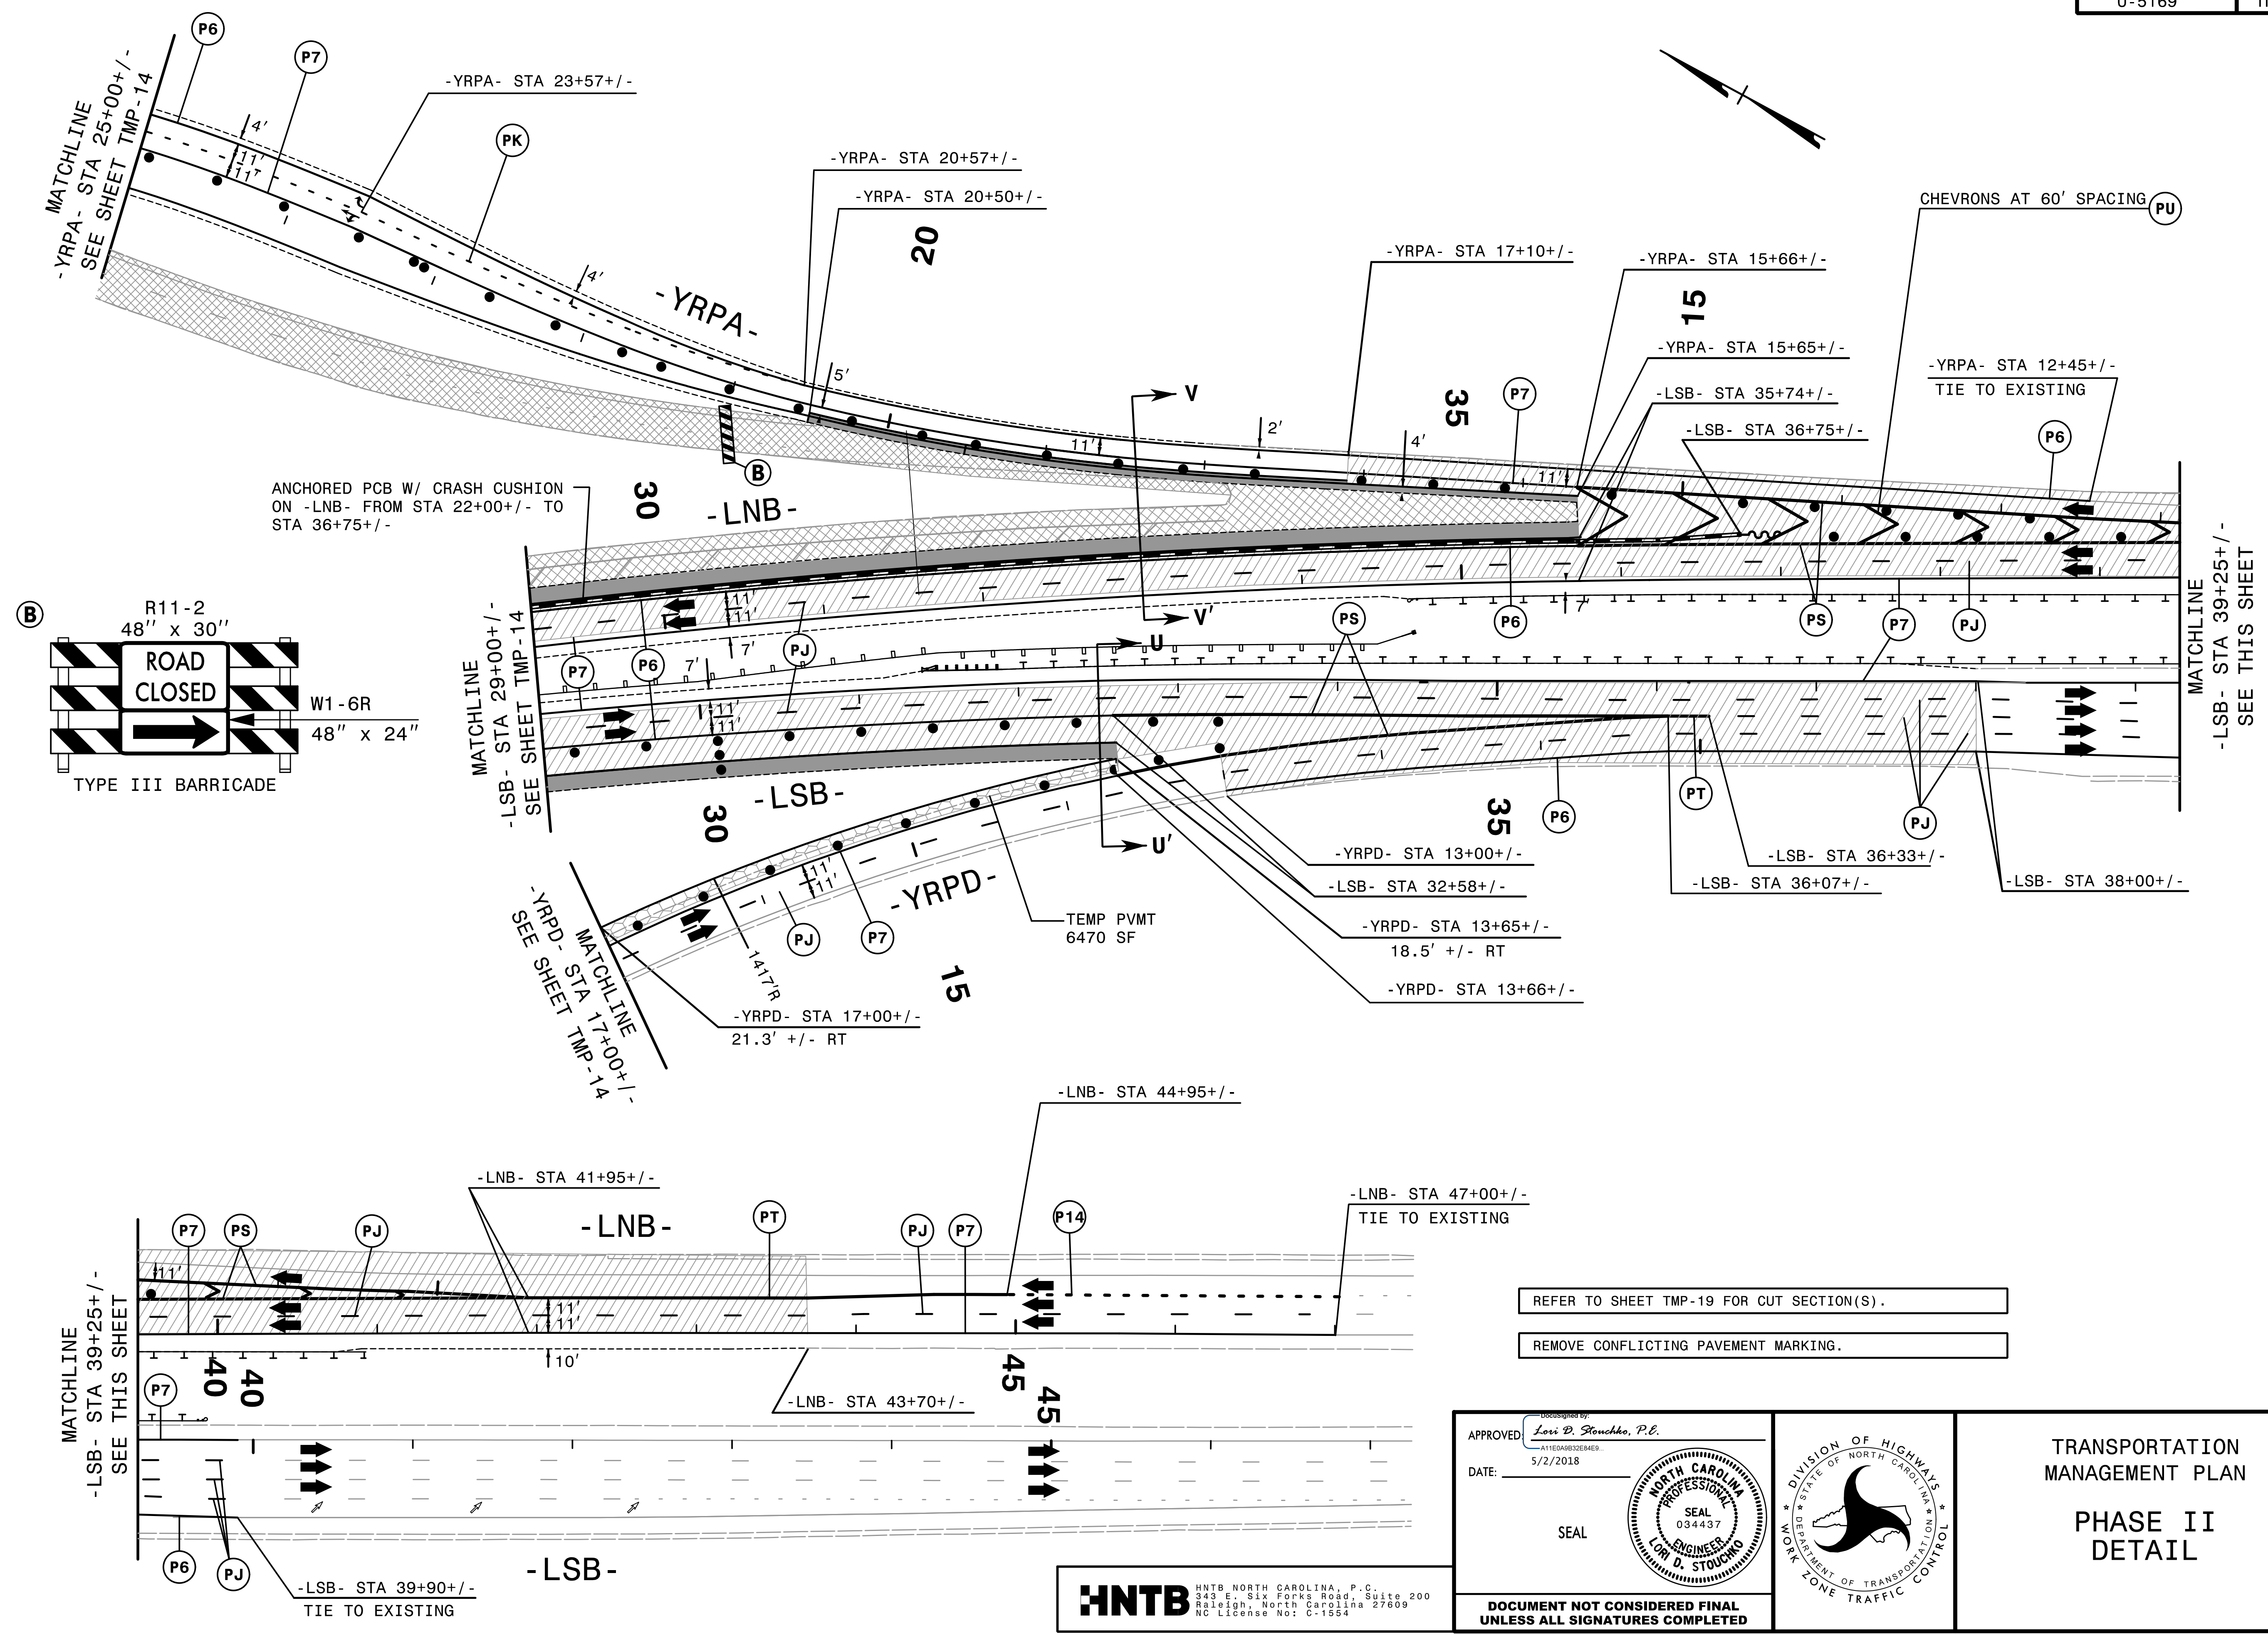 U-5169
P6
P7
-YRPA- STA 23+57+/-
PK
MATCHLINE
-YRPA- STA 25+00+/-
SEE SHEET TMP-14
4'
11'
11'
-YRPA- STA 20+57+/-
-YRPA- STA 20+50+/-
20
4'
-YRPA-
5'
CHEVRONS AT 60' SPACING
PU
-YRPA- STA 17+10+/-
-YRPA- STA 15+66+/-
15
-YRPA- STA 15+65+/-
-YRPA- STA 12+45+/-
TIE TO EXISTING
-LSB- STA 35+74+/-
-LSB- STA 36+75+/-
V
35
P7
P6
2'
4'
11'
11'
B
ANCHORED PCB W/ CRASH CUSHION
ON -LNB- FROM STA 22+00+/- TO
STA 36+75+/-
30
-LNB-
B
R11-2
48" x 30"
ROAD
CLOSED
W1-6R
48" x 24"
TYPE III BARRICADE
MATCHLINE
-LSB- STA 29+00+/-
SEE SHEET TMP-14
11'
11'
7'
7'
P7
P6
PJ
V'
U
PS
P6
7'
PS
P7
PJ
MATCHLINE
-LSB- STA 39+25+/-
SEE THIS SHEET
11'
11'
30
-LSB-
U'
35
P6
PT
PJ
-YRPD- STA 13+00+/-
-LSB- STA 32+58+/-
-YRPD- STA 13+65+/-
18.5' +/- RT
-YRPD- STA 13+66+/-
-LSB- STA 36+33+/-
-LSB- STA 36+07+/-
-LSB- STA 38+00+/-
-YRPD-
11'
11'
PJ
P7
TEMP PVMT
6470 SF
15
1417'R
MATCHLINE
-YRPD- STA 17+00+/-
SEE SHEET TMP-14
-YRPD- STA 17+00+/-
21.3' +/- RT
-LNB- STA 44+95+/-
-LNB- STA 41+95+/-
-LNB-
-LNB- STA 47+00+/-
TIE TO EXISTING
P7
PS
PJ
PT
PJ
P7
P14
11'
11'
11'
10'
MATCHLINE
-LSB- STA 39+25+/-
SEE THIS SHEET
40
40
45
45
P7
-LNB- STA 43+70+/-
P6
PJ
-LSB-
-LSB- STA 39+90+/-
TIE TO EXISTING
REFER TO SHEET TMP-19 FOR CUT SECTION(S).
REMOVE CONFLICTING PAVEMENT MARKING.
HNTB
HNTB NORTH CAROLINA, P.C.
343 E. Six Forks Road, Suite 200
Raleigh, North Carolina 27609
NC License No: C-1554
DocuSigned by:
APPROVED: Lori D. Stouchko, P.E.
A11E0A9B32E84E9...
5/2/2018
DATE:
SEAL
NORTH CAROLINA
PROFESSIONAL
SEAL
034437
ENGINEER
LORI D. STOUCHKO
DOCUMENT NOT CONSIDERED FINAL
UNLESS ALL SIGNATURES COMPLETED
DIVISION OF HIGHWAYS
STATE OF NORTH CAROLINA
DEPARTMENT OF TRANSPORTATION
WORK ZONE TRAFFIC CONTROL
TRANSPORTATION
MANAGEMENT PLAN
PHASE II
DETAIL